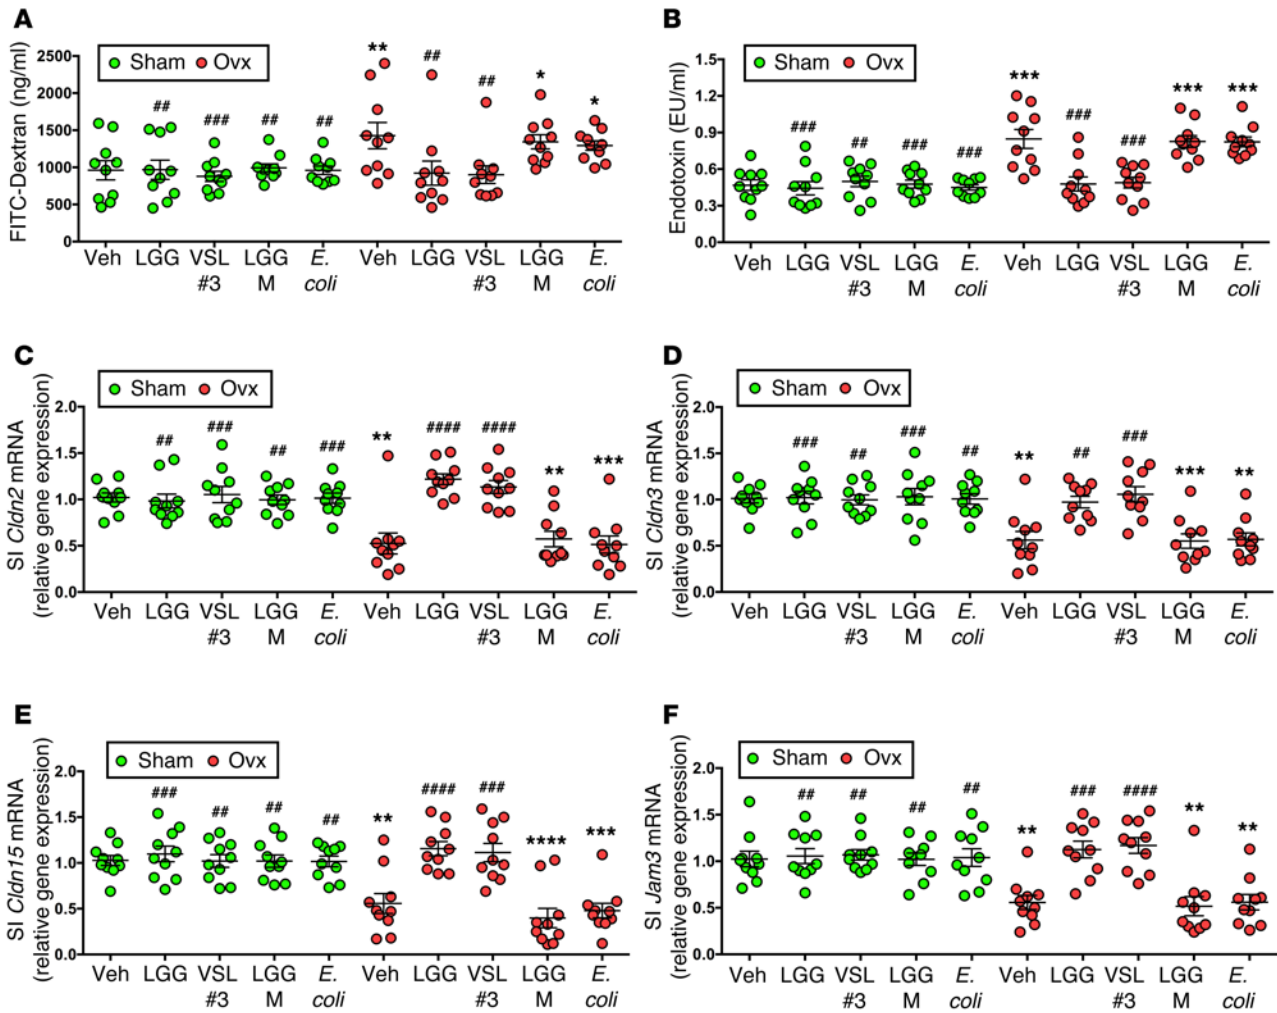 A
FITC-Dextran (ng/ml)
2500
2000
1500
1000
500
0
Sham Ovx
## ### ## ## ** ## ## * *
Veh LGG VSL #3 LGG M E. coli Veh LGG VSL #3 LGG M E. coli
B
Endotoxin (EU/ml)
1.5
1.2
0.9
0.6
0.3
0.0
Sham Ovx
### ## ### ### *** ### ### *** ***
Veh LGG VSL #3 LGG M E. coli Veh LGG VSL #3 LGG M E. coli
C
SI Cldn2 mRNA
(relative gene expression)
2.0
1.5
1.0
0.5
0.0
Sham Ovx
## ### ## ### ** #### #### ** ***
Veh LGG VSL #3 LGG M E. coli Veh LGG VSL #3 LGG M E. coli
D
SI Cldn3 mRNA
(relative gene expression)
2.0
1.5
1.0
0.5
0.0
Sham Ovx
### ## ### ## ** ## ### *** **
Veh LGG VSL #3 LGG M E. coli Veh LGG VSL #3 LGG M E. coli
E
SI Cldn15 mRNA
(relative gene expression)
2.0
1.5
1.0
0.5
0.0
Sham Ovx
### ## ## ## ** #### ### **** ***
Veh LGG VSL #3 LGG M E. coli Veh LGG VSL #3 LGG M E. coli
F
SI Jam3 mRNA
(relative gene expression)
2.0
1.5
1.0
0.5
0.0
Sham Ovx
## ## ## ## ** ### #### ** **
Veh LGG VSL #3 LGG M E. coli Veh LGG VSL #3 LGG M E. coli